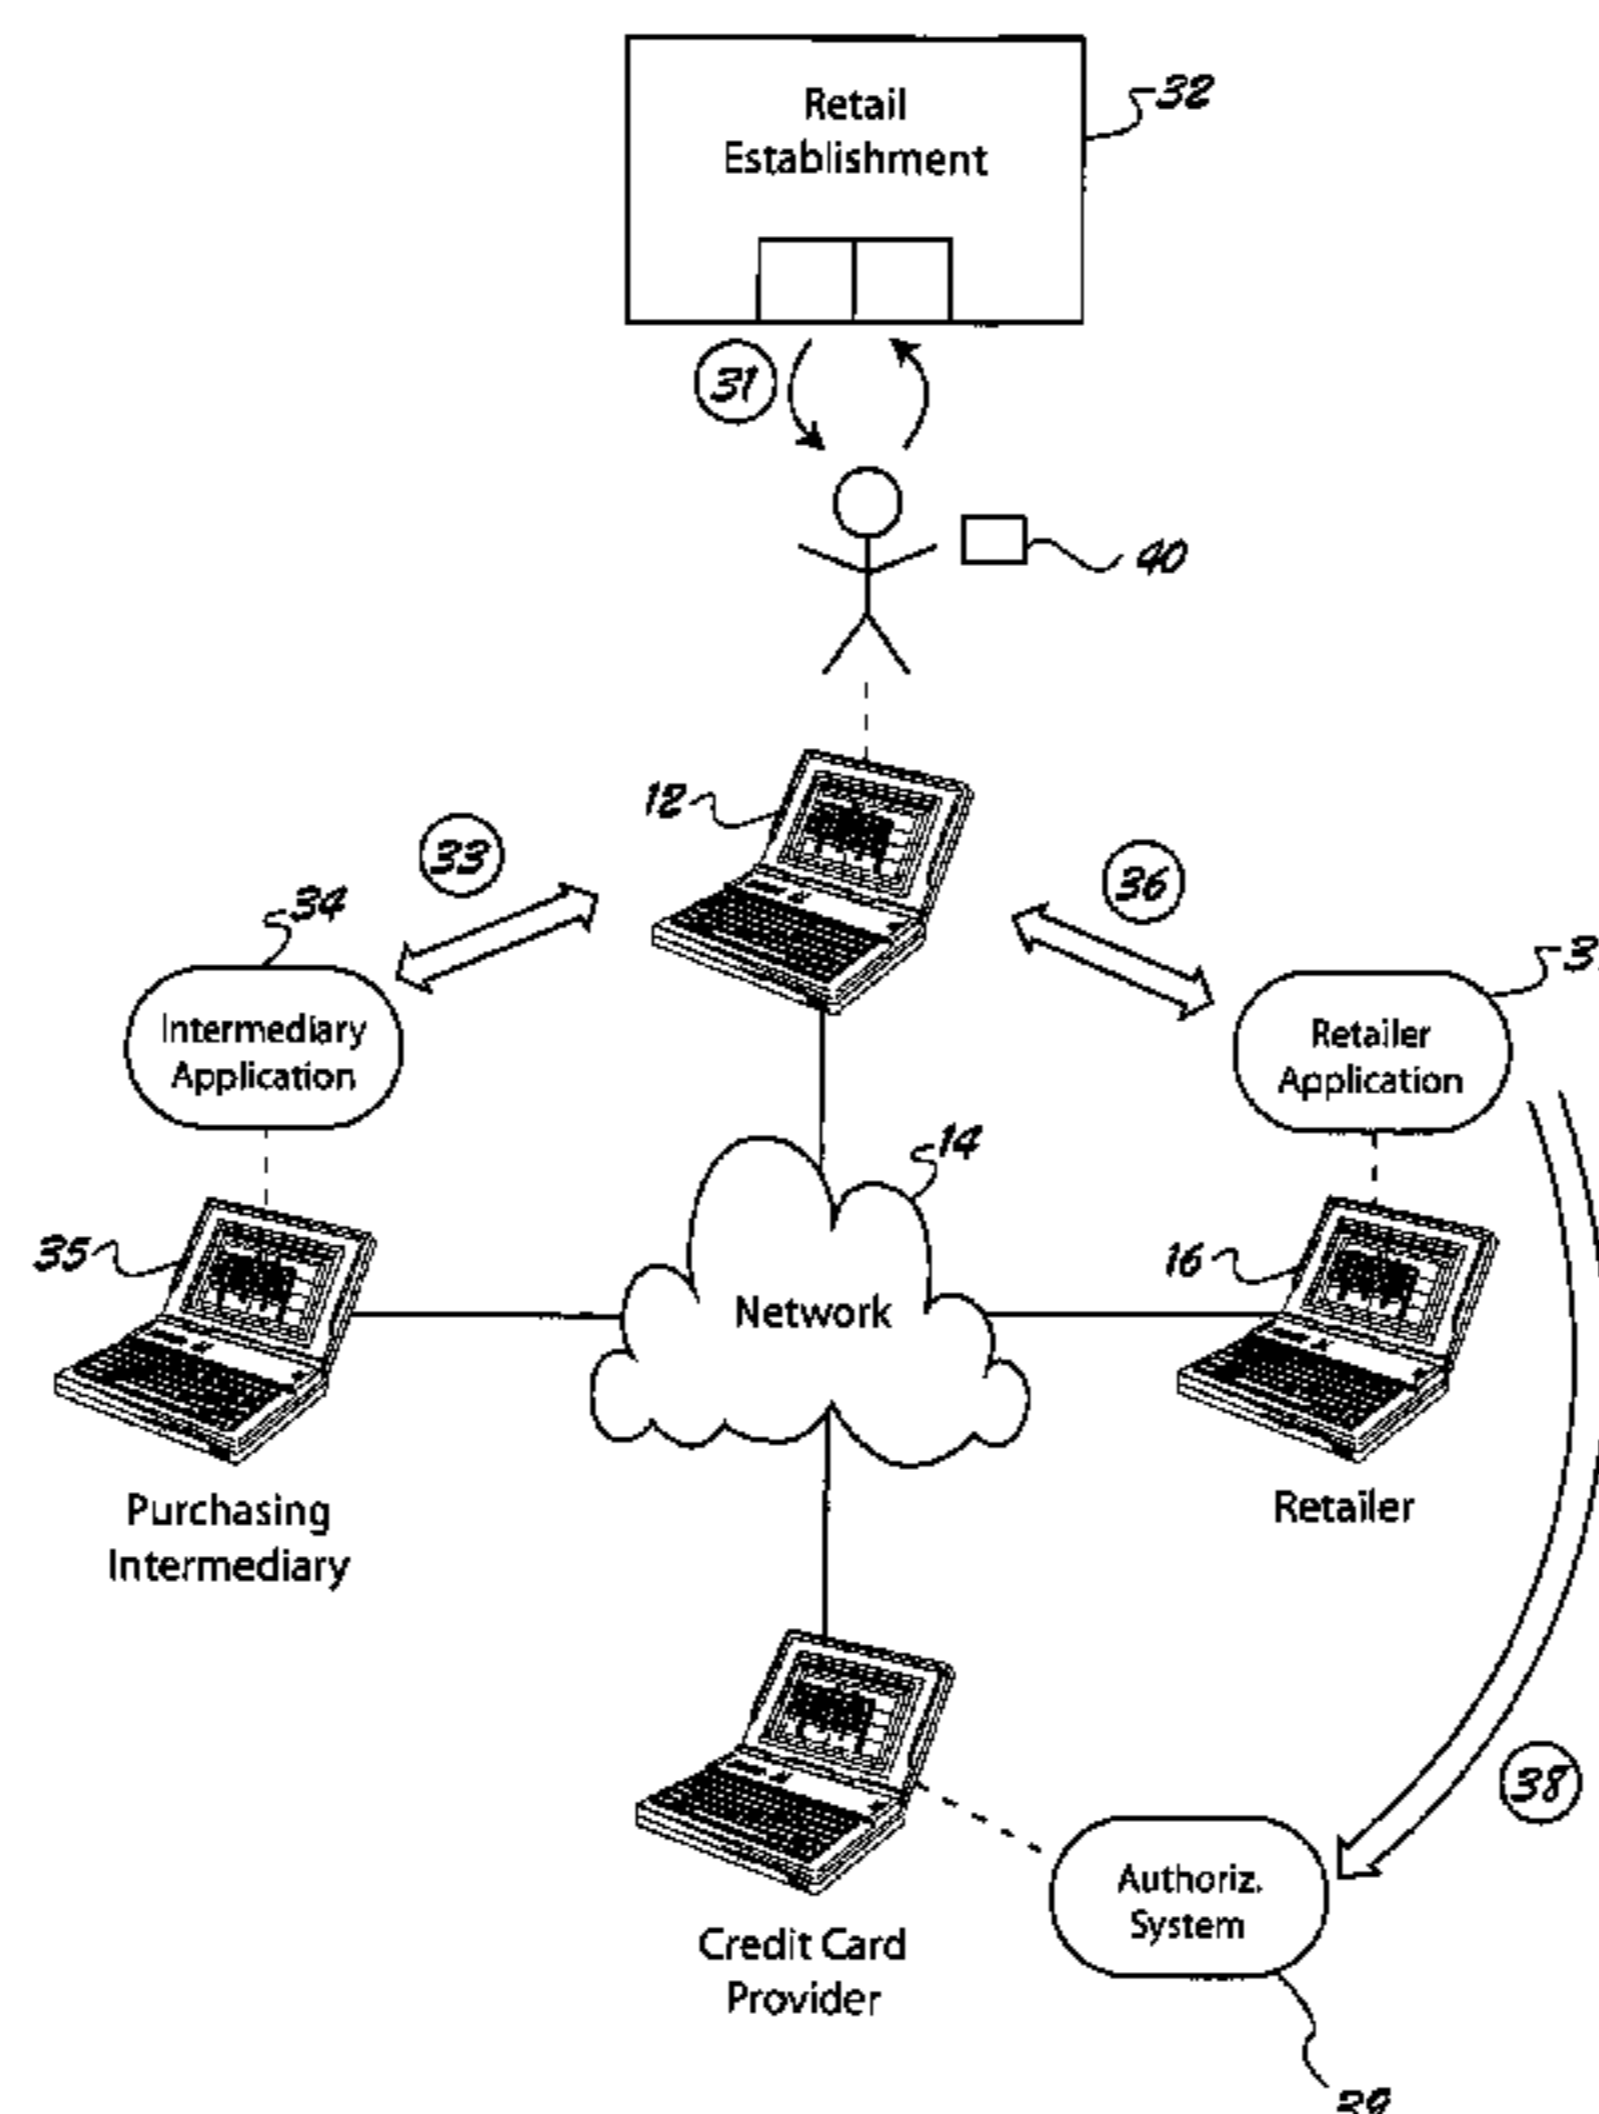 Retail
Establishment
32
31
40
12
33
36
34
Intermediary
Application
Retailer
Application
14
35
16
Network
Purchasing
Intermediary
Retailer
38
Authoriz.
System
Credit Card
Provider